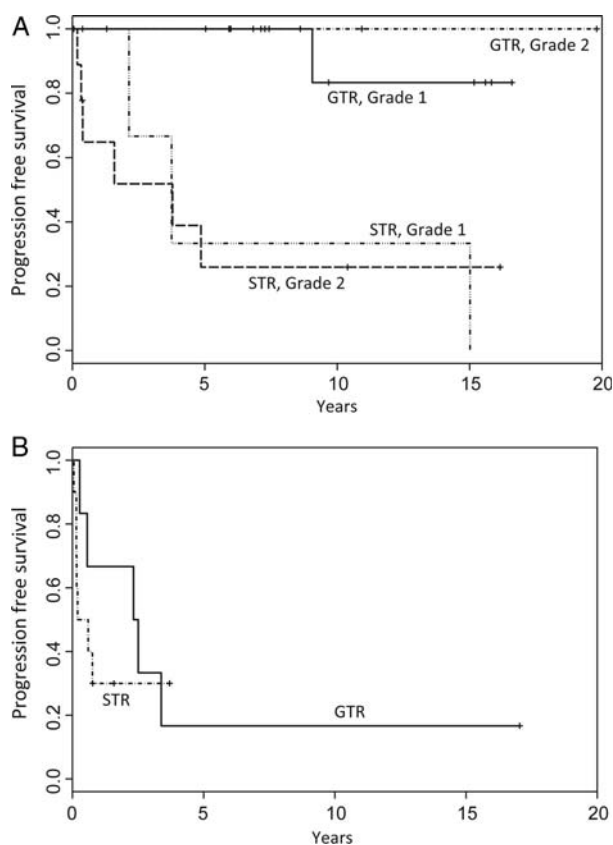 A
Progression free survival
1.0
0.8
0.6
0.4
0.2
0.0
GTR, Grade 2
GTR, Grade 1
STR, Grade 1
STR, Grade 2
0 5 10 15 20
Years
B
Progression free survival
1.0
0.8
0.6
0.4
0.2
0.0
STR
GTR
0 5 10 15 20
Years